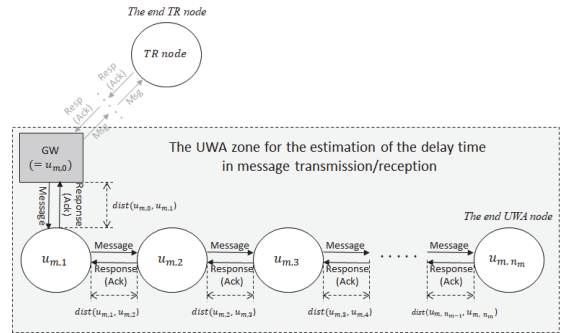 The end TR node
TR node
Resp
(Ack)
Msg
Resp
(Ack)
Msg
The UWA zone for the estimation of the delay time
in message transmission/reception
GW
(= u_{m,0})
Message
Response
(Ack)
dist(u_{m,0}, u_{m,1})
The end UWA node
u_{m,1}
Message
Response
(Ack)
u_{m,2}
Message
Response
(Ack)
u_{m,3}
Message
Response
(Ack)
· · · · ·
Message
Response
(Ack)
u_{m, n_m}
dist(u_{m,1}, u_{m,2})
dist(u_{m,2}, u_{m,3})
dist(u_{m,3}, u_{m,4})
dist(u_{m, n_{m-1}}, u_{m, n_m})